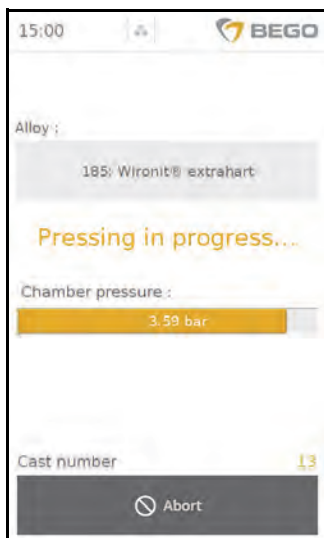 15:00 BEGO
Alloy :
185: Wironit® extrahart
Pressing in progress...
Chamber pressure :
3.59 bar
Cast number 13
Abort